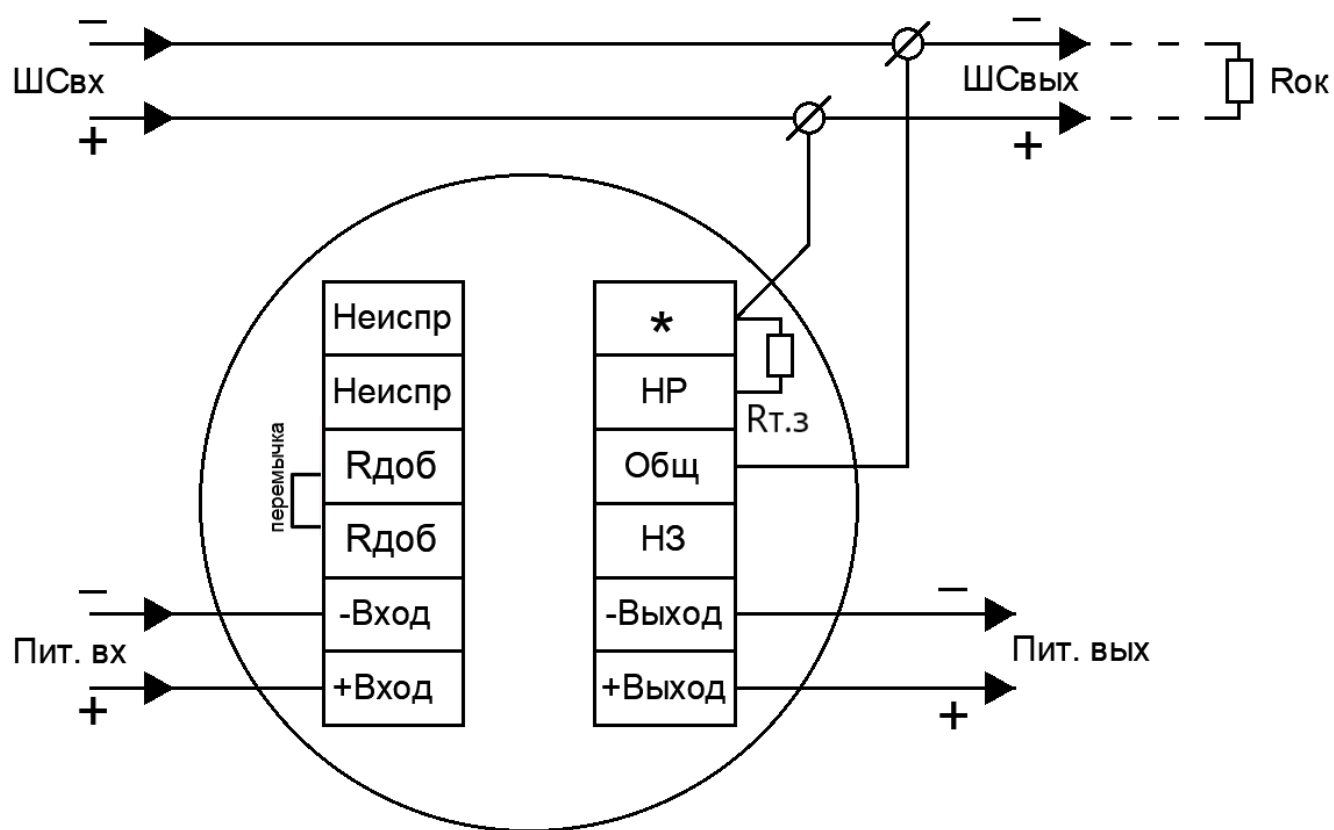 − −
ШСвх ШСвых Rок
+ +
Неиспр *
Неиспр НР
Rт.з
перемычка
Rдоб Общ
Rдоб НЗ
− -Вход -Выход −
Пит. вх Пит. вых
+ +Вход +Выход +